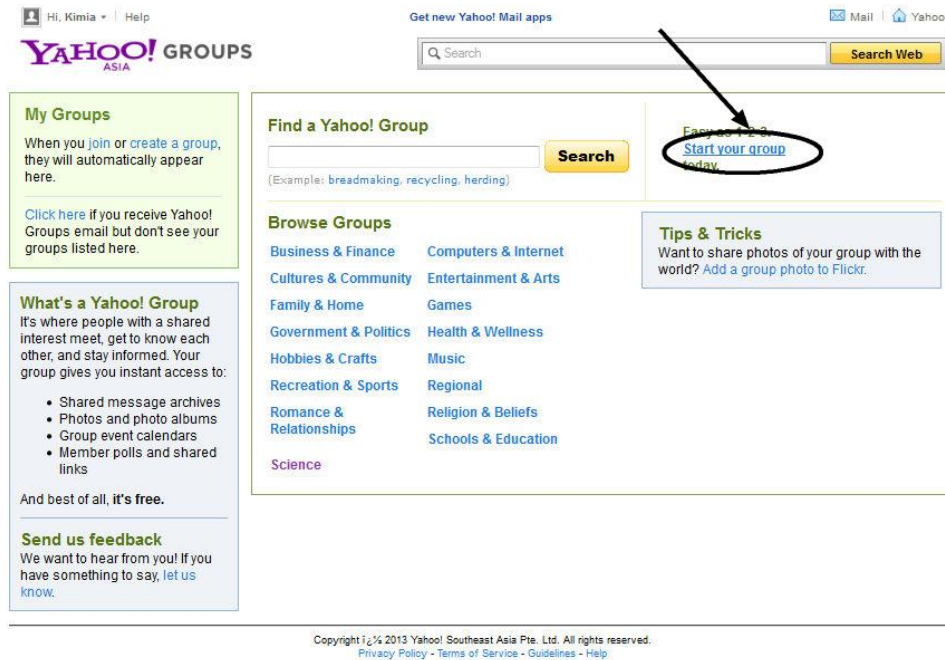 Hi, Kimia Help
Get new Yahoo! Mail apps
Mail Yahoo
YAHOO! GROUPS
ASIA
Search
Search Web
My Groups
When you join or create a group,
they will automatically appear
here.
Click here if you receive Yahoo!
Groups email but don't see your
groups listed here.
What's a Yahoo! Group
It's where people with a shared
interest meet, get to know each
other, and stay informed. Your
group gives you instant access to:
Shared message archives
Photos and photo albums
Group event calendars
Member polls and shared
links
And best of all, it's free.
Send us feedback
We want to hear from you! If you
have something to say, let us
know.
Find a Yahoo! Group
Search
(Example: breadmaking, recycling, herding)
Easy as 1-2-3.
Start your group
today.
Browse Groups
Business & Finance
Cultures & Community
Family & Home
Government & Politics
Hobbies & Crafts
Recreation & Sports
Romance &
Relationships
Science
Computers & Internet
Entertainment & Arts
Games
Health & Wellness
Music
Regional
Religion & Beliefs
Schools & Education
Tips & Tricks
Want to share photos of your group with the
world? Add a group photo to Flickr.
Copyright ï¿½ 2013 Yahoo! Southeast Asia Pte. Ltd. All rights reserved.
Privacy Policy - Terms of Service - Guidelines - Help